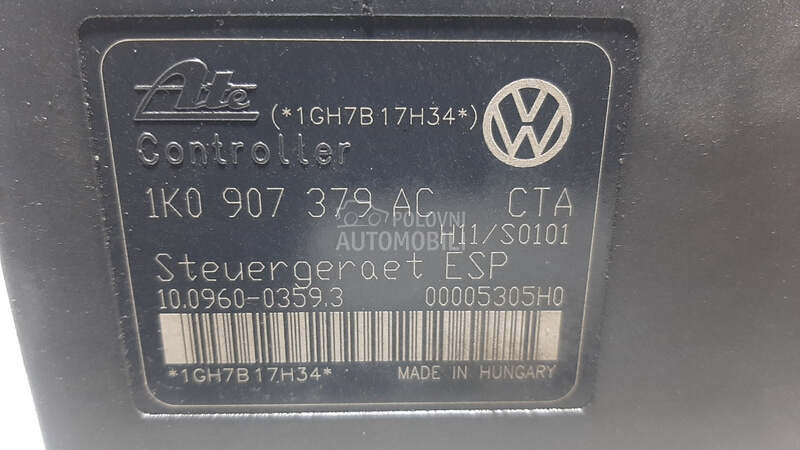 Ate (*1GH7B17H34*)
Controller
1K0 907 379 AC CTA
H11/S0101
POLOVNI
AUTOMOBILI
Steuergeraet ESP
10.0960-0359.3 00005305H0
*1GH7B17H34* MADE IN HUNGARY